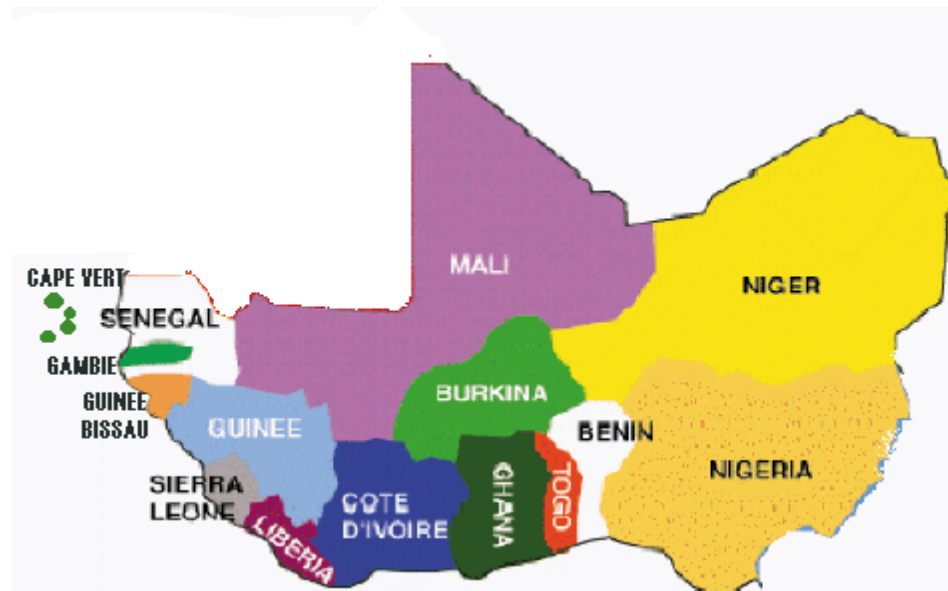 MALI
NIGER
CAPE VERT
SENEGAL
GAMBIE
GUINEE
BISSAU
GUINEE
BURKINA
BENIN
NIGERIA
SIERRA
LEONE
LIBERIA
COTE
D'IVOIRE
GHANA
TOGO